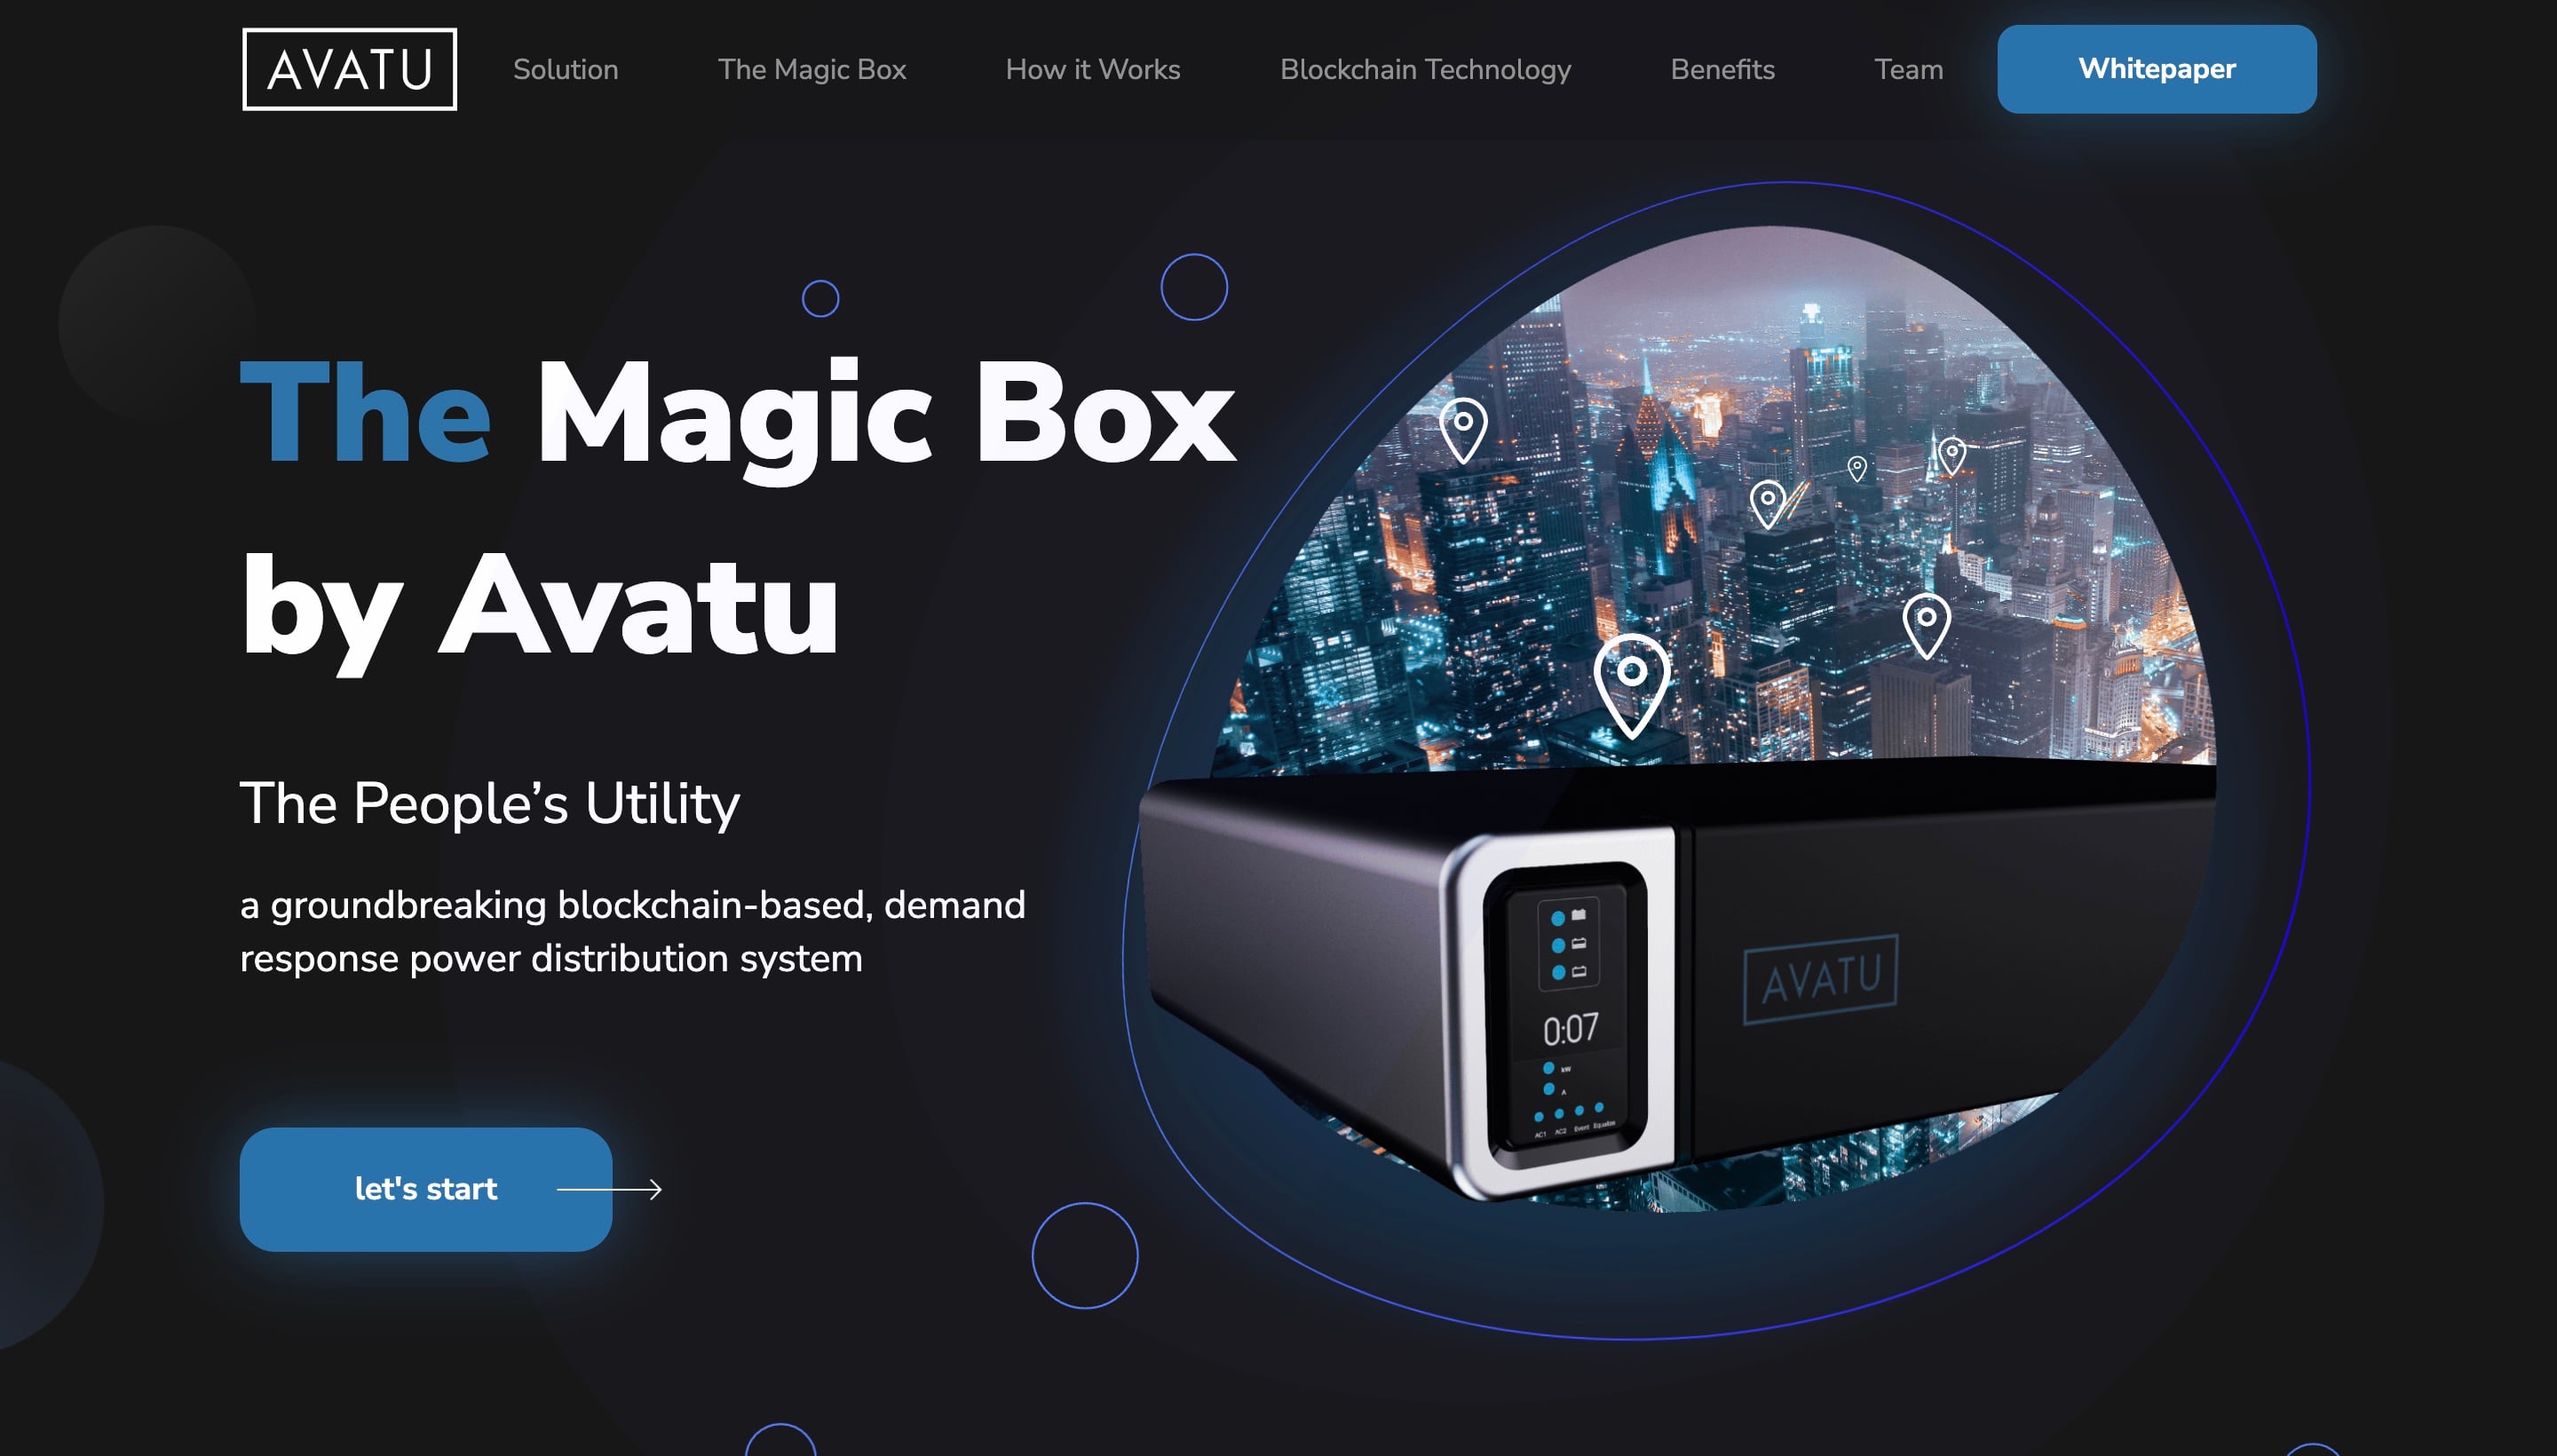 AVATU
Solution
The Magic Box
How it Works
Blockchain Technology
Benefits
Team
Whitepaper
The Magic Box
by Avatu
The People’s Utility
a groundbreaking blockchain-based, demand
response power distribution system
let's start
0:07
kW
A
AC1 AC2 Event Equalize
AVATU